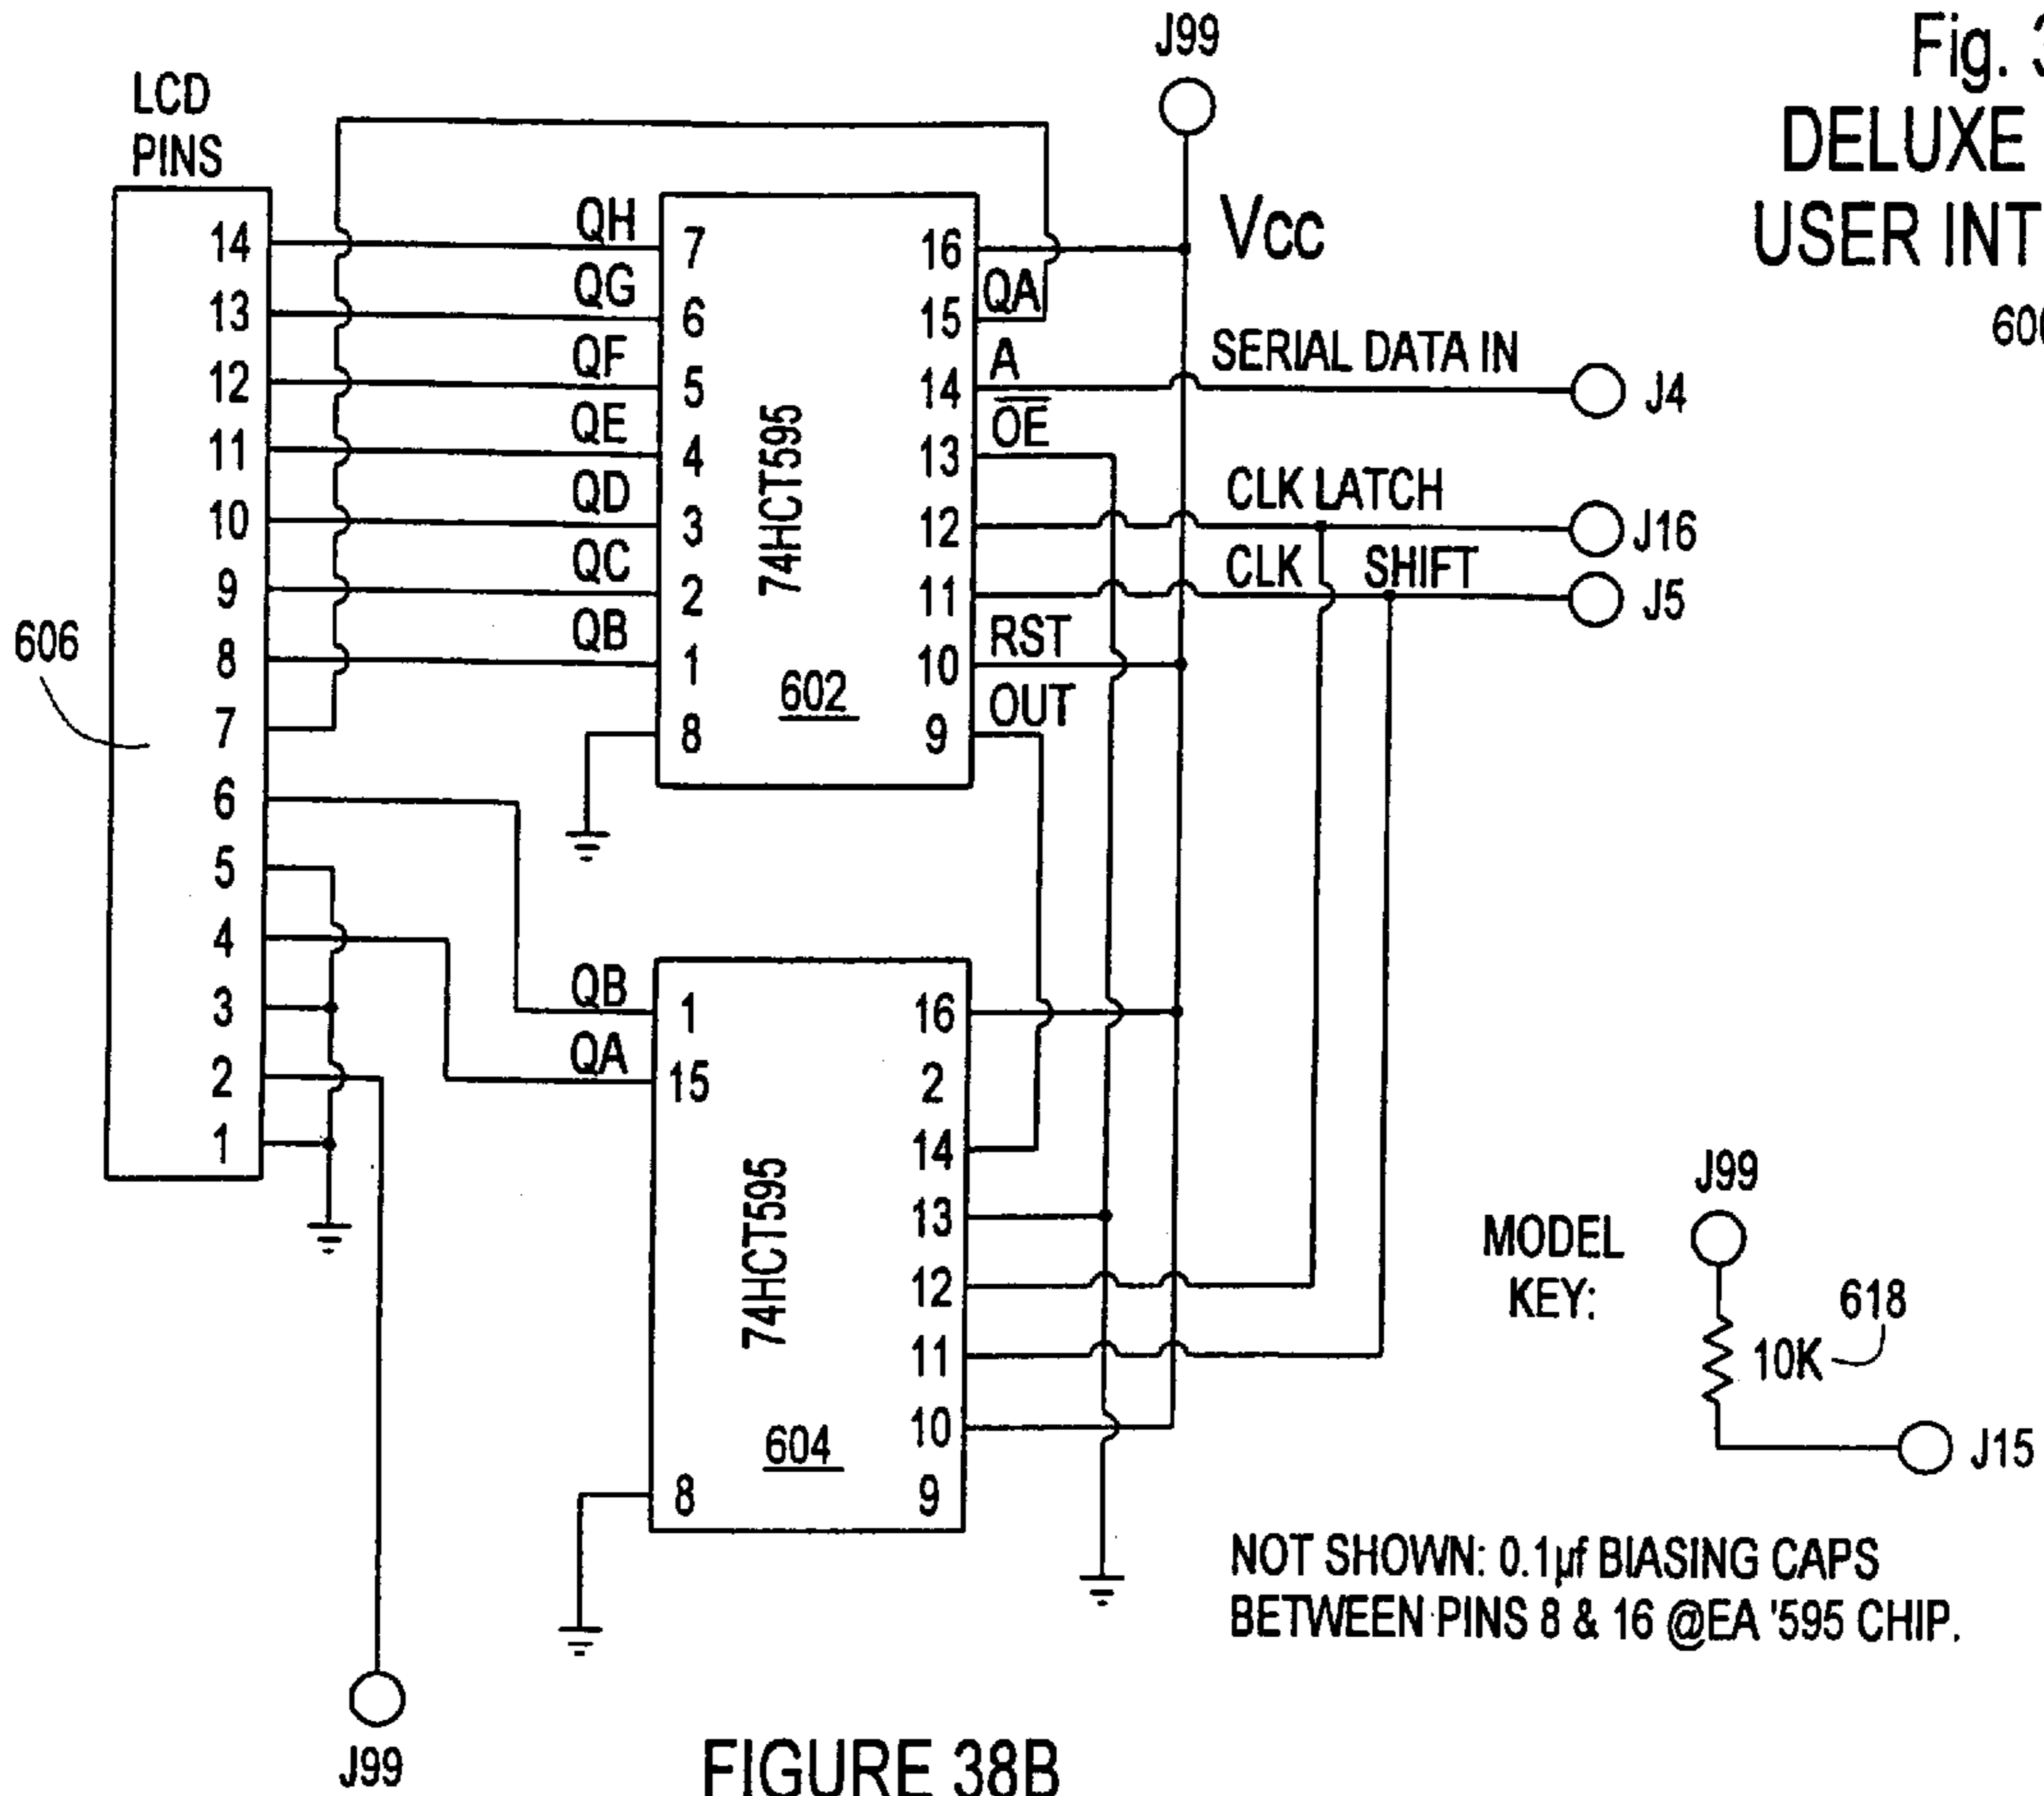 J99
Fig. 3
LCD
PINS
DELUXE
USER INT
600
VCC
14
13
12
11
10
9
8
7
6
5
4
3
2
1
606
QH
QG
QF
QE
QD
QC
QB
7
6
5
4
3
2
1
8
74HCT595
602
16
15
14
13
12
11
10
9
QA
A
OE
RST
OUT
SERIAL DATA IN
J4
CLK LATCH
J16
CLK SHIFT
J5
QB
QA
1
15
8
74HCT595
604
16
2
14
13
12
11
10
9
J99
MODEL
KEY:
618
10K
J15
NOT SHOWN: 0.1µf BIASING CAPS
BETWEEN PINS 8 & 16 @EA '595 CHIP.
J99
FIGURE 38B